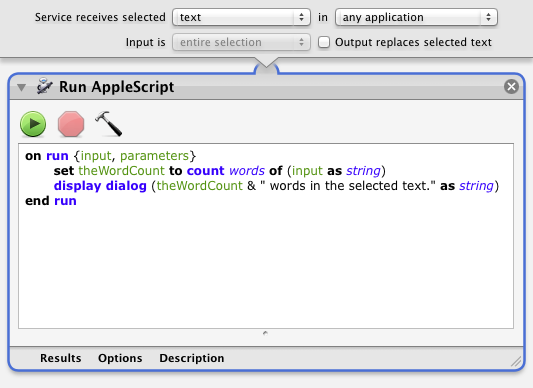 Service receives selected text in any application
Input is entire selection Output replaces selected text
Run AppleScript
on run {input, parameters}
set theWordCount to count words of (input as string)
display dialog (theWordCount & " words in the selected text." as string)
end run
Results Options Description